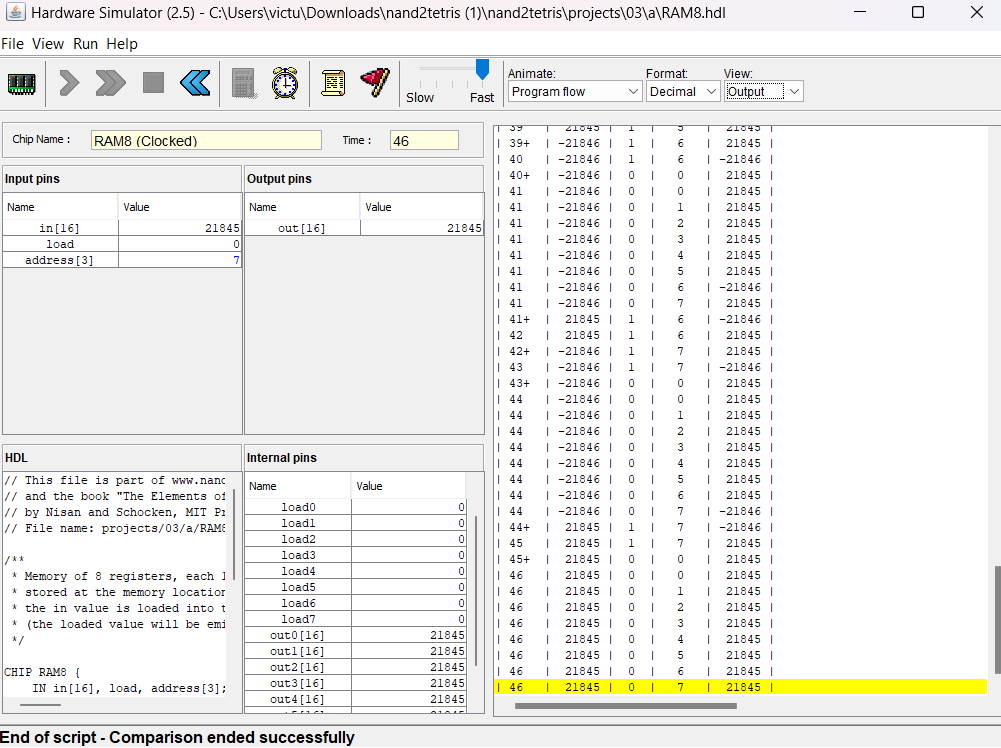 Hardware Simulator (2.5) - C:\Users\victu\Downloads\nand2tetris (1)\nand2tetris\projects\03\a\RAM8.hdl
File View Run Help
Slow Fast
Animate: Format: View:
Program flow Decimal Output
Chip Name : RAM8 (Clocked) Time : 46
Input pins
Name Value
in[16] 21845
load 0
address[3] 7
Output pins
Name Value
out[16] 21845
HDL
// This file is part of www.nand
// and the book "The Elements of
// by Nisan and Schocken, MIT Pr
// File name: projects/03/a/RAM8
/**
* Memory of 8 registers, each 1
* stored at the memory location
* the in value is loaded into t
* (the loaded value will be emi
*/
CHIP RAM8 {
IN in[16], load, address[3];
Internal pins
Name Value
load0 0
load1 0
load2 0
load3 0
load4 0
load5 0
load6 0
load7 0
out0[16] 21845
out1[16] 21845
out2[16] 21845
out3[16] 21845
out4[16] 21845
| 39 | 21845 | 1 | 5 | 21845 |
| 39+ | -21846 | 1 | 6 | 21845 |
| 40 | -21846 | 1 | 6 | -21846 |
| 40+ | -21846 | 0 | 0 | 21845 |
| 41 | -21846 | 0 | 0 | 21845 |
| 41 | -21846 | 0 | 1 | 21845 |
| 41 | -21846 | 0 | 2 | 21845 |
| 41 | -21846 | 0 | 3 | 21845 |
| 41 | -21846 | 0 | 4 | 21845 |
| 41 | -21846 | 0 | 5 | 21845 |
| 41 | -21846 | 0 | 6 | -21846 |
| 41 | -21846 | 0 | 7 | 21845 |
| 41+ | 21845 | 1 | 6 | -21846 |
| 42 | 21845 | 1 | 6 | 21845 |
| 42+ | -21846 | 1 | 7 | 21845 |
| 43 | -21846 | 1 | 7 | -21846 |
| 43+ | -21846 | 0 | 0 | 21845 |
| 44 | -21846 | 0 | 0 | 21845 |
| 44 | -21846 | 0 | 1 | 21845 |
| 44 | -21846 | 0 | 2 | 21845 |
| 44 | -21846 | 0 | 3 | 21845 |
| 44 | -21846 | 0 | 4 | 21845 |
| 44 | -21846 | 0 | 5 | 21845 |
| 44 | -21846 | 0 | 6 | 21845 |
| 44 | -21846 | 0 | 7 | -21846 |
| 44+ | 21845 | 1 | 7 | -21846 |
| 45 | 21845 | 1 | 7 | 21845 |
| 45+ | 21845 | 0 | 0 | 21845 |
| 46 | 21845 | 0 | 0 | 21845 |
| 46 | 21845 | 0 | 1 | 21845 |
| 46 | 21845 | 0 | 2 | 21845 |
| 46 | 21845 | 0 | 3 | 21845 |
| 46 | 21845 | 0 | 4 | 21845 |
| 46 | 21845 | 0 | 5 | 21845 |
| 46 | 21845 | 0 | 6 | 21845 |
| 46 | 21845 | 0 | 7 | 21845 |
End of script - Comparison ended successfully